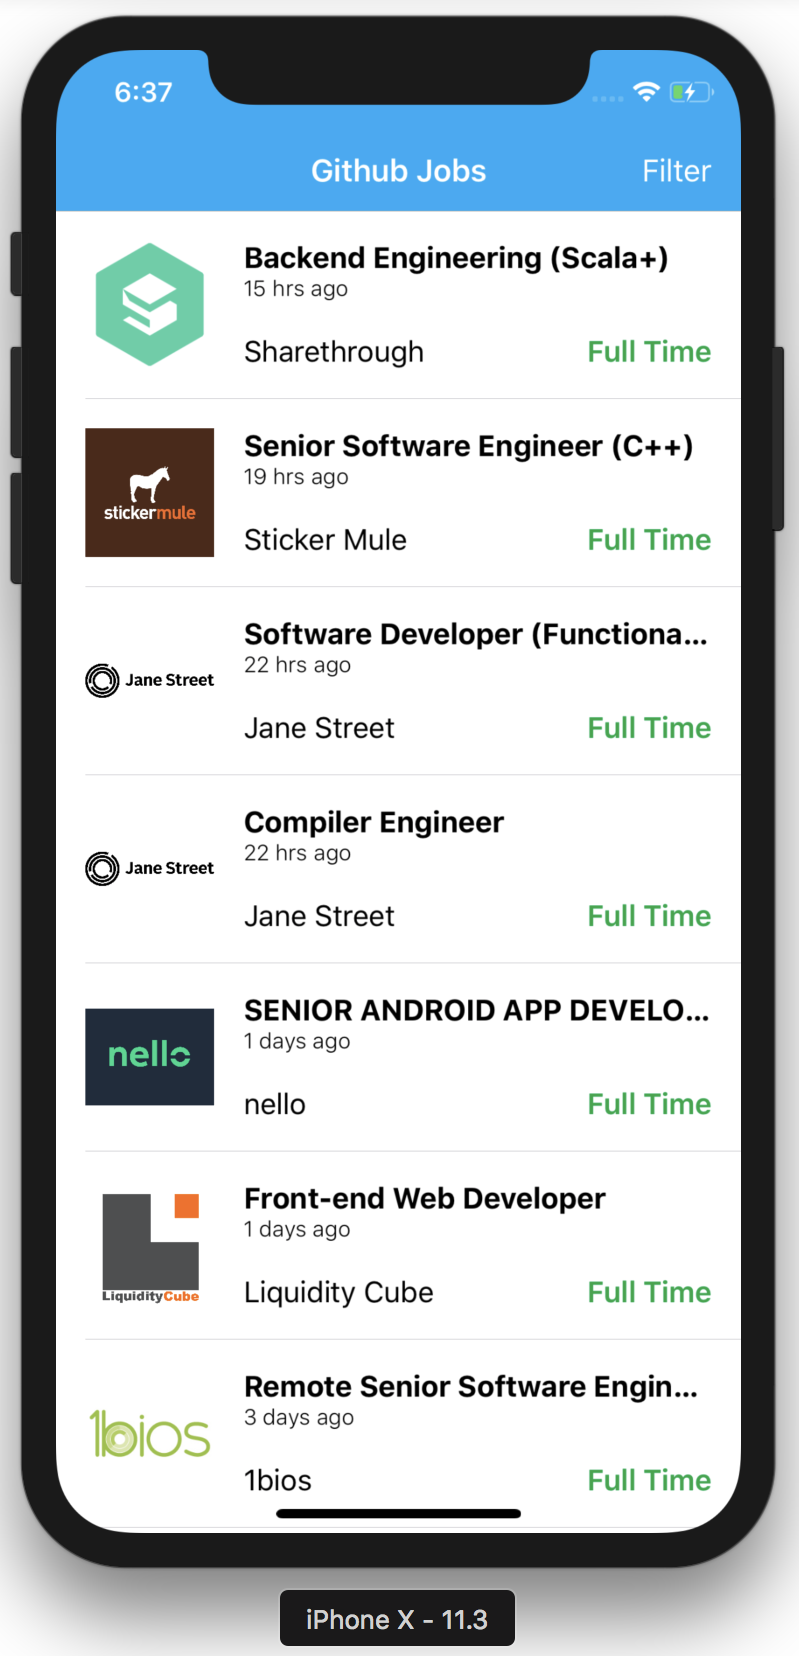 6:37
Github Jobs
Filter
Backend Engineering (Scala+)
15 hrs ago
Sharethrough
Full Time
stickermule
Senior Software Engineer (C++)
19 hrs ago
Sticker Mule
Full Time
Jane Street
Software Developer (Functiona...
22 hrs ago
Jane Street
Full Time
Jane Street
Compiler Engineer
22 hrs ago
Jane Street
Full Time
nello
SENIOR ANDROID APP DEVELO...
1 days ago
nello
Full Time
LiquidityCube
Front-end Web Developer
1 days ago
Liquidity Cube
Full Time
1bios
Remote Senior Software Engin...
3 days ago
1bios
Full Time
iPhone X - 11.3